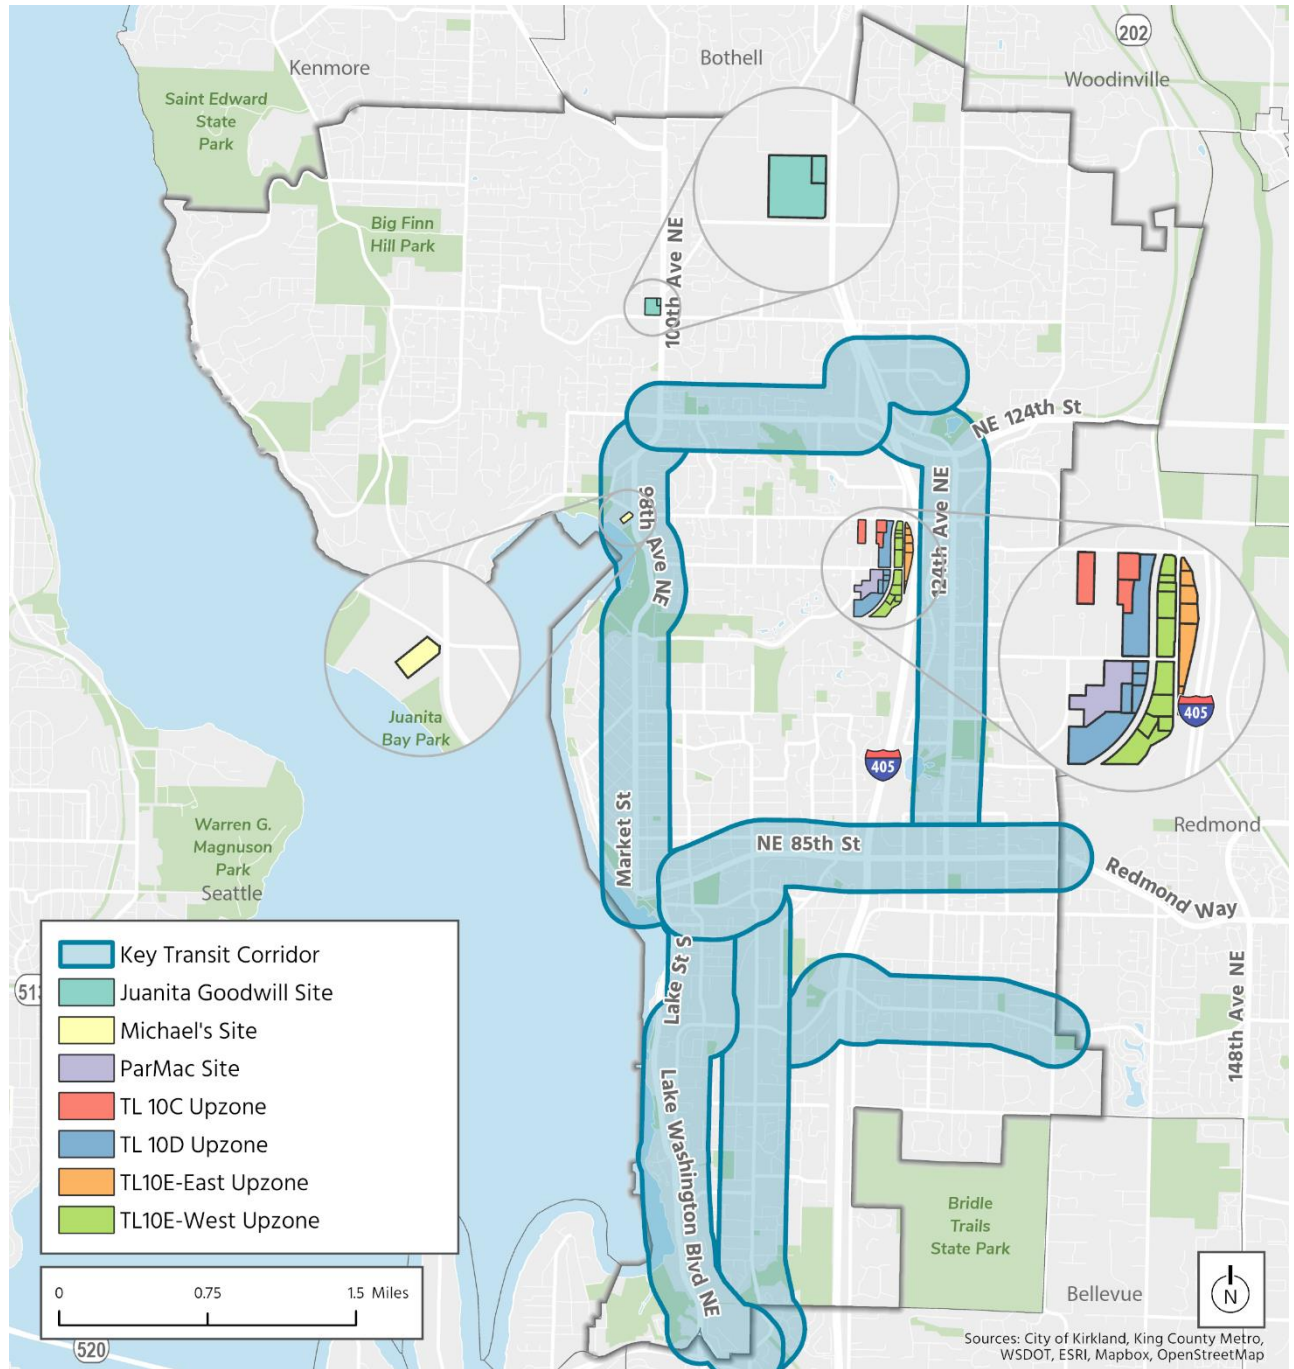 202
Kenmore
Bothell
Woodinville
Saint Edward
State
Park
Big Finn
Hill Park
100th Ave NE
NE 124th St
98th Ave NE
124th Ave NE
405
Juanita
Bay Park
405
Market St
NE 85th St
Redmond
Redmond Way
Warren G.
Magnuson
Park
Seattle
148th Ave NE
Lake St S
Lake Washington Blvd NE
513
Key Transit Corridor
Juanita Goodwill Site
Michael's Site
ParMac Site
TL 10C Upzone
TL 10D Upzone
TL10E-East Upzone
TL10E-West Upzone
Bridle
Trails
State Park
Bellevue
0 0.75 1.5 Miles
520
N
Sources: City of Kirkland, King County Metro,
WSDOT, ESRI, Mapbox, OpenStreetMap